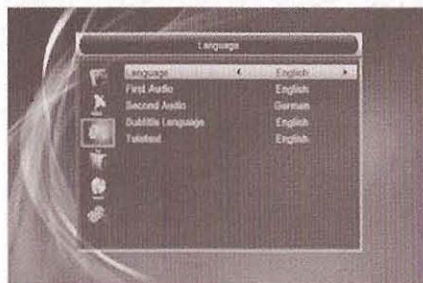 Language
Language English
First Audio English
Second Audio German
Subtitle Language English
Teletext English